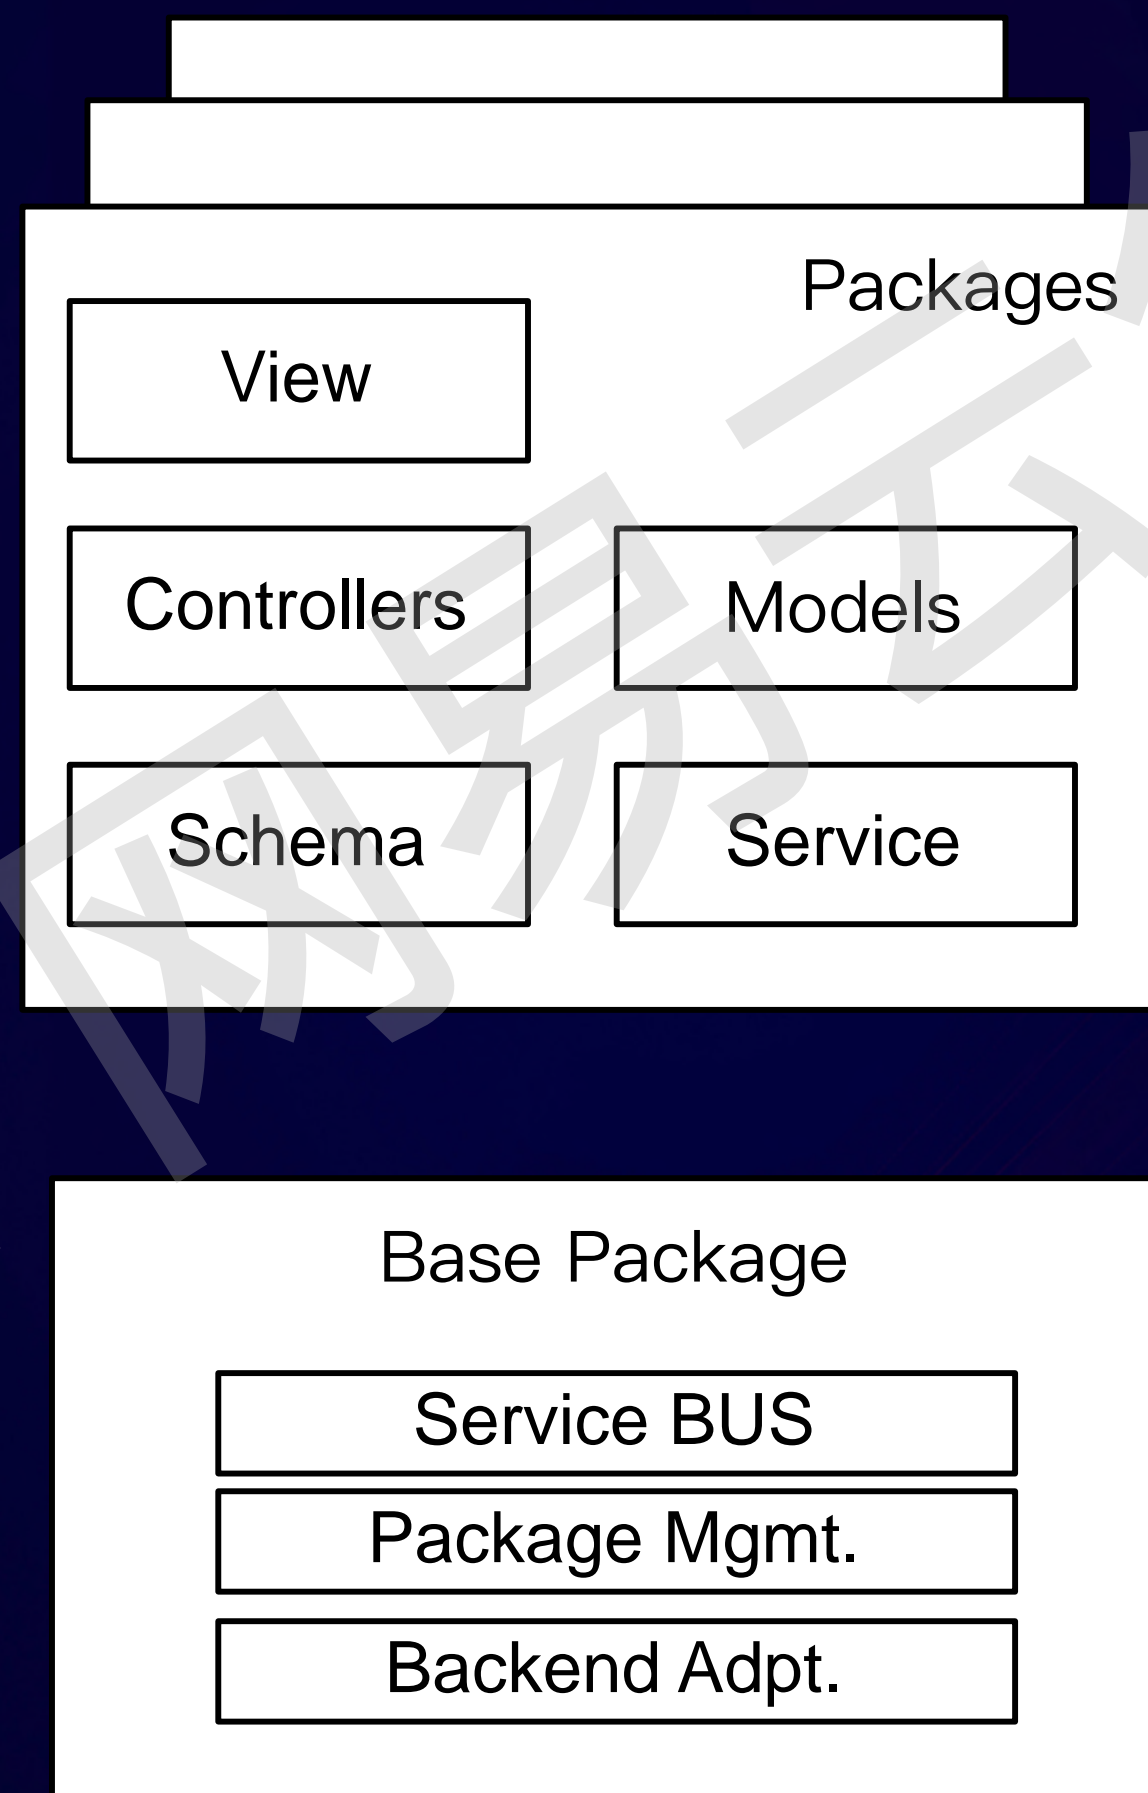 Packages
View
Controllers
Models
Schema
Service
Base Package
Service BUS
Package Mgmt.
Backend Adpt.
网易云